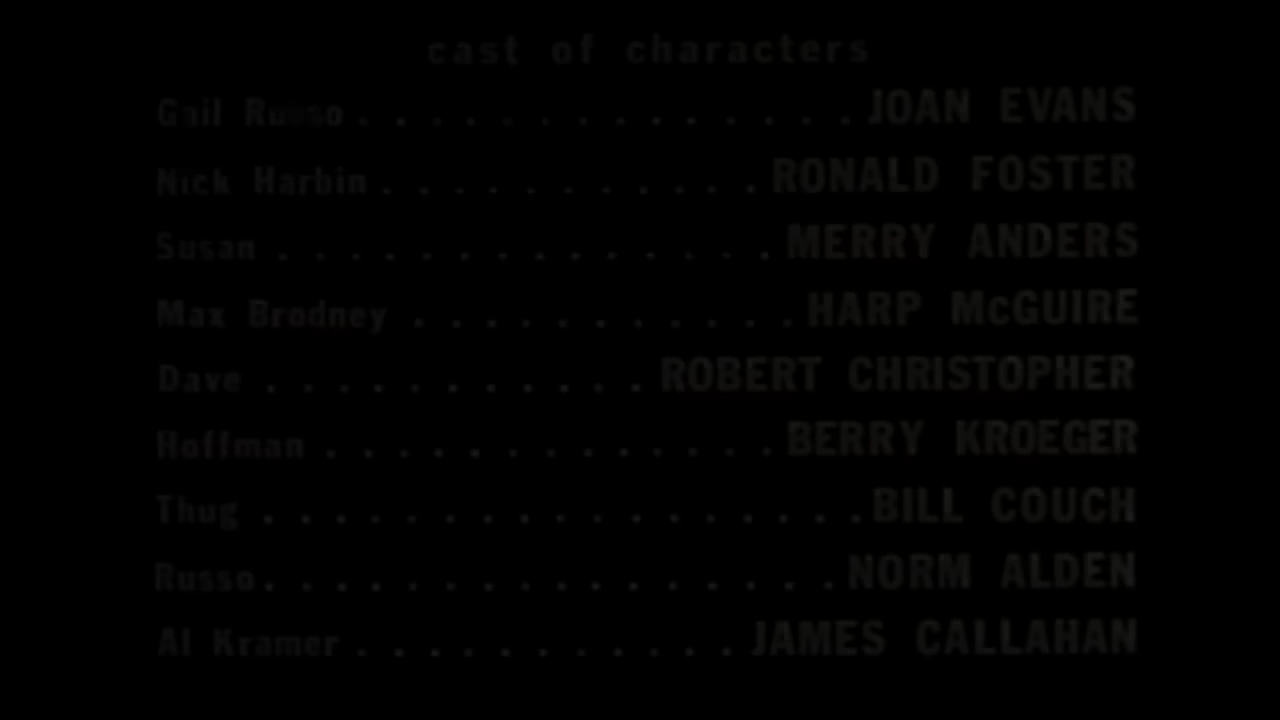 cast of characters
Gail Russo . . . . . . . . . . . . . . JOAN EVANS
Nick Harbin . . . . . . . . . . . RONALD FOSTER
Susan . . . . . . . . . . . . . . MERRY ANDERS
Max Brodney . . . . . . . . . . . HARP McGUIRE
Dave . . . . . . . . . . . ROBERT CHRISTOPHER
Hoffman . . . . . . . . . . . . . BERRY KROEGER
Thug . . . . . . . . . . . . . . . . . BILL COUCH
Russo . . . . . . . . . . . . . . . . NORM ALDEN
Al Kramer . . . . . . . . . . . JAMES CALLAHAN